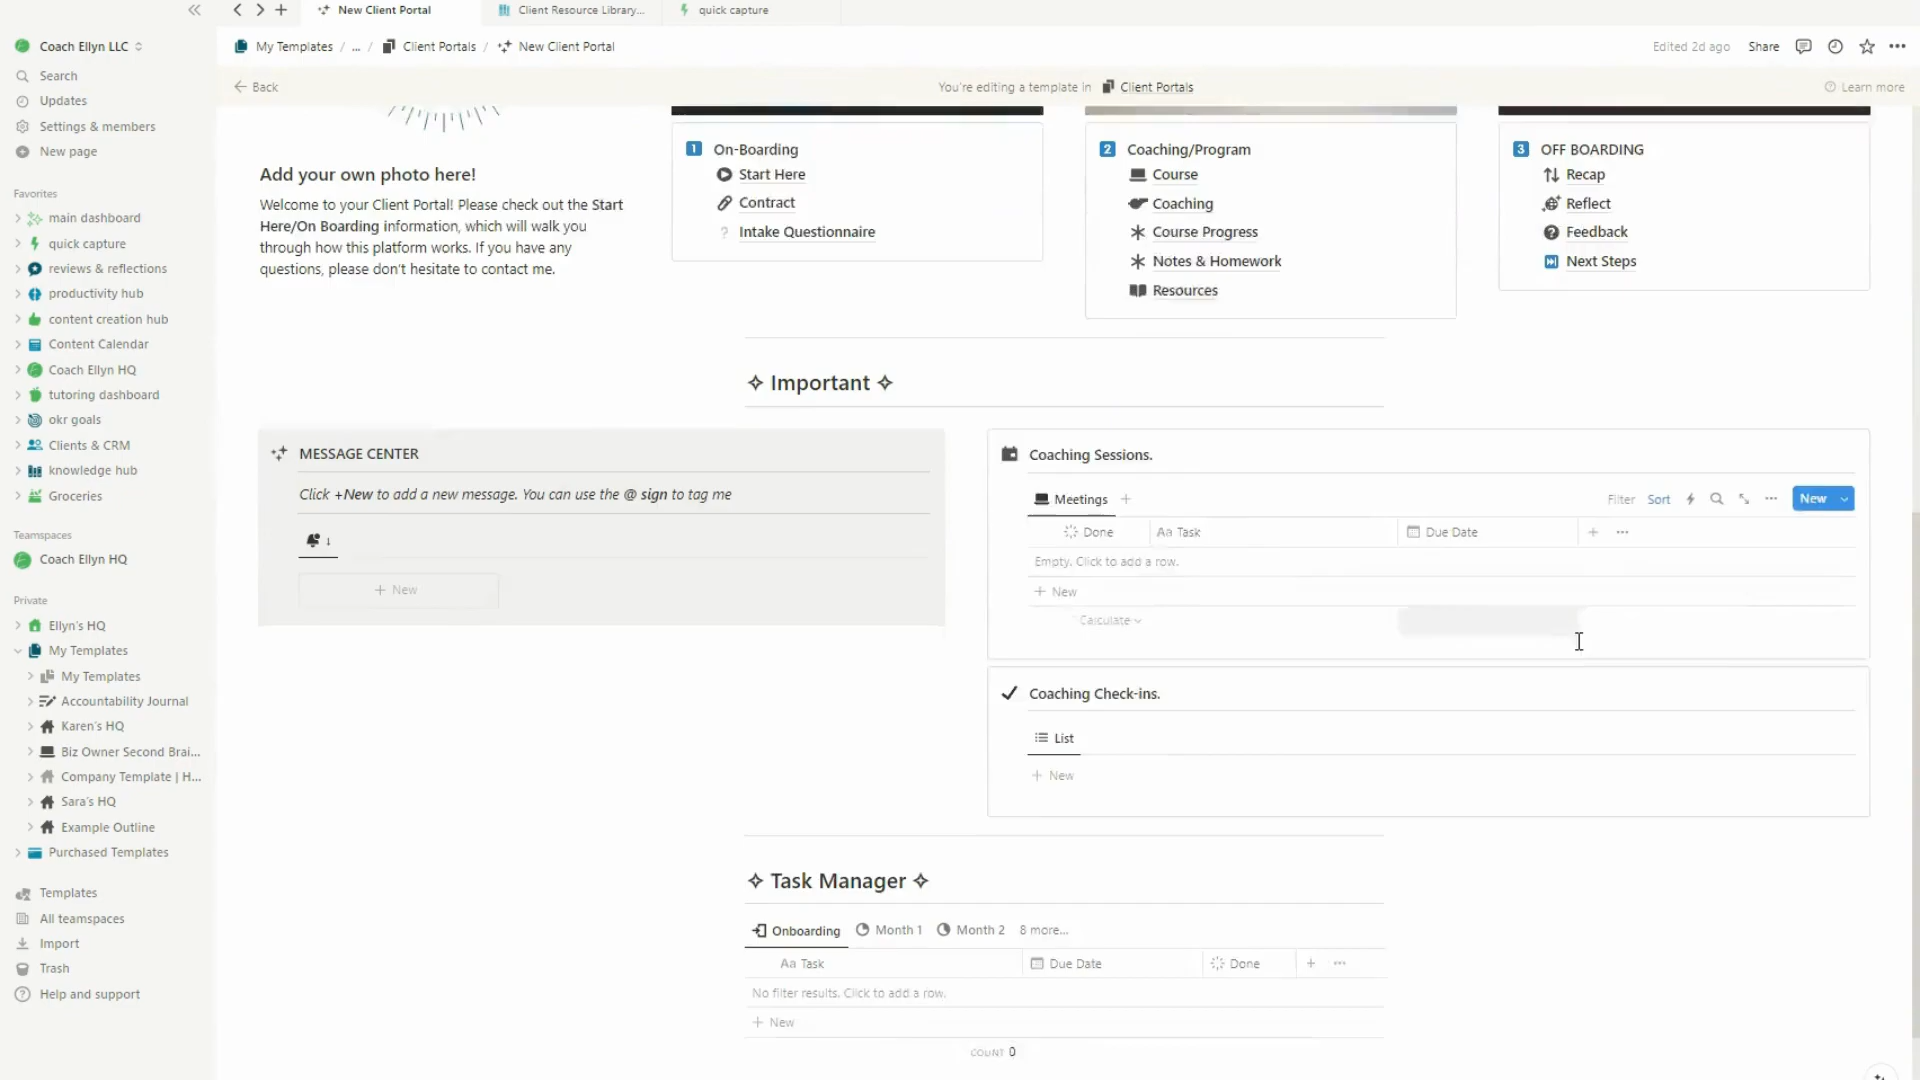 New Client Portal
Client Resource Library...
quick capture
Coach Ellyn LLC
Search
Updates
Settings & members
New page
Favorites
main dashboard
quick capture
reviews & reflections
productivity hub
content creation hub
Content Calendar
Coach Ellyn HQ
tutoring dashboard
okr goals
Clients & CRM
knowledge hub
Groceries
Teamspaces
Coach Ellyn HQ
Private
Ellyn's HQ
My Templates
My Templates
Accountability Journal
Karen's HQ
Biz Owner Second Brai...
Company Template | H...
Sara's HQ
Example Outline
Purchased Templates
Templates
All teamspaces
Import
Trash
Help and support
My Templates / ... / Client Portals / New Client Portal
Edited 2d ago
Share
Back
You're editing a template in Client Portals
Learn more
Add your own photo here!
Welcome to your Client Portal! Please check out the Start
Here/On Boarding information, which will walk you
through how this platform works. If you have any
questions, please don't hesitate to contact me.
1 On-Boarding
Start Here
Contract
? Intake Questionnaire
2 Coaching/Program
Course
Coaching
Course Progress
Notes & Homework
Resources
3 OFF BOARDING
Recap
Reflect
Feedback
Next Steps
✧ Important ✧
MESSAGE CENTER
Click +New to add a new message. You can use the @ sign to tag me
↓
+ New
Coaching Sessions.
Meetings +
Filter
Sort
New
Done
Aa Task
Due Date
+ ...
Empty. Click to add a row.
+ New
Calculate
Coaching Check-ins.
List
+ New
✧ Task Manager ✧
Onboarding
Month 1
Month 2
8 more...
Aa Task
Due Date
Done
+ ...
No filter results. Click to add a row.
+ New
COUNT 0